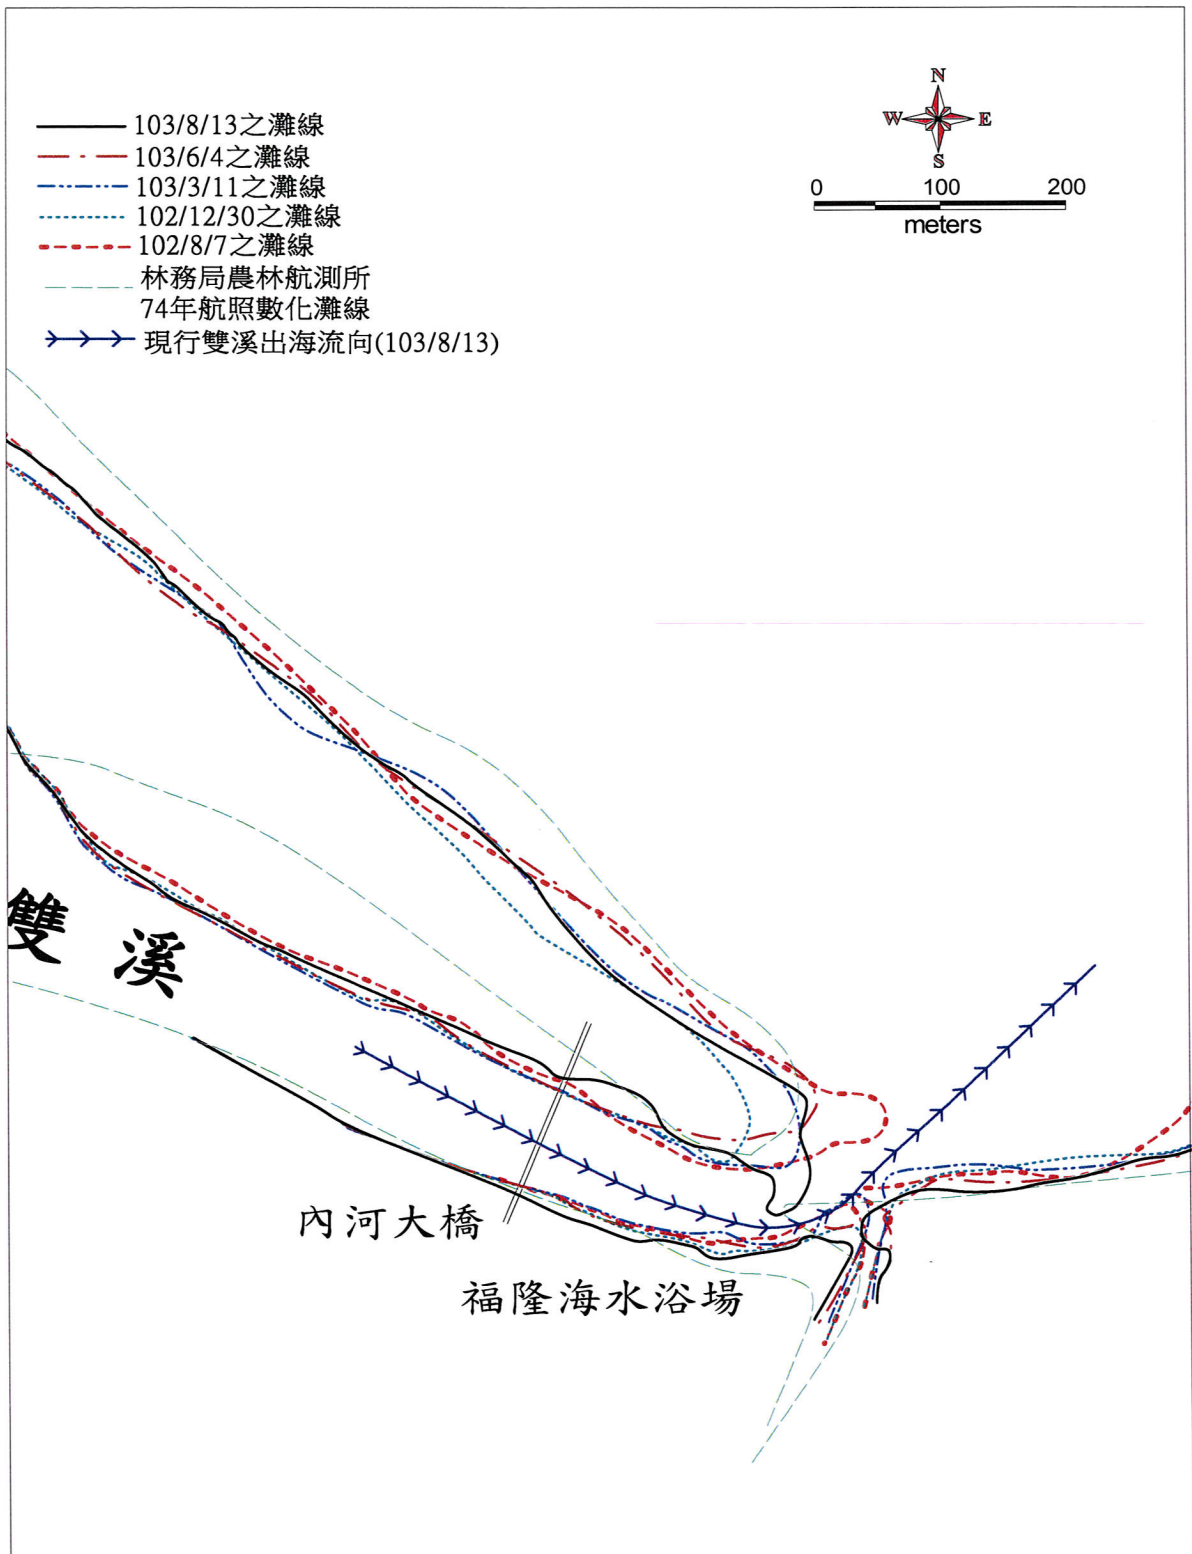 N
W E
S
0 100 200
meters
103/8/13之灘線
103/6/4之灘線
103/3/11之灘線
102/12/30之灘線
102/8/7之灘線
林務局農林航測所
74年航照數化灘線
現行雙溪出海流向(103/8/13)
雙 溪
內河大橋
福隆海水浴場